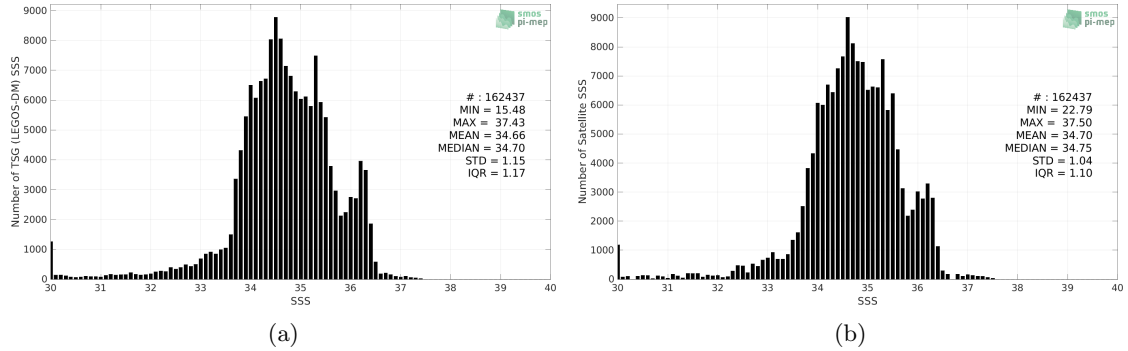 9000
8000
7000
6000
5000
4000
3000
2000
1000
0
Number of TSG (LEGOS-DM) SSS
smos
pi-mep
# : 162437
MIN = 15.48
MAX = 37.43
MEAN = 34.66
MEDIAN = 34.70
STD = 1.15
IQR = 1.17
30 31 32 33 34 35 36 37 38 39 40
SSS
(a)
9000
8000
7000
6000
5000
4000
3000
2000
1000
0
Number of Satellite SSS
smos
pi-mep
# : 162437
MIN = 22.79
MAX = 37.50
MEAN = 34.70
MEDIAN = 34.75
STD = 1.04
IQR = 1.10
30 31 32 33 34 35 36 37 38 39 40
SSS
(b)